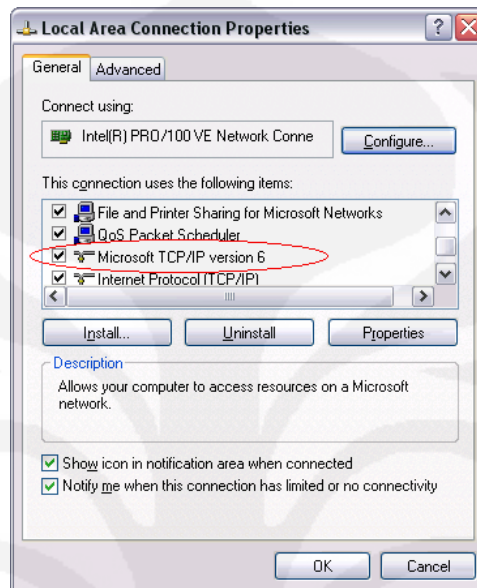 Local Area Connection Properties
General
Advanced
Connect using:
Intel(R) PRO/100 VE Network Conne
Configure...
This connection uses the following items:
File and Printer Sharing for Microsoft Networks
QoS Packet Scheduler
Microsoft TCP/IP version 6
Internet Protocol (TCP/IP)
Install...
Uninstall
Properties
Description
Allows your computer to access resources on a Microsoft
network.
Show icon in notification area when connected
Notify me when this connection has limited or no connectivity
OK
Cancel